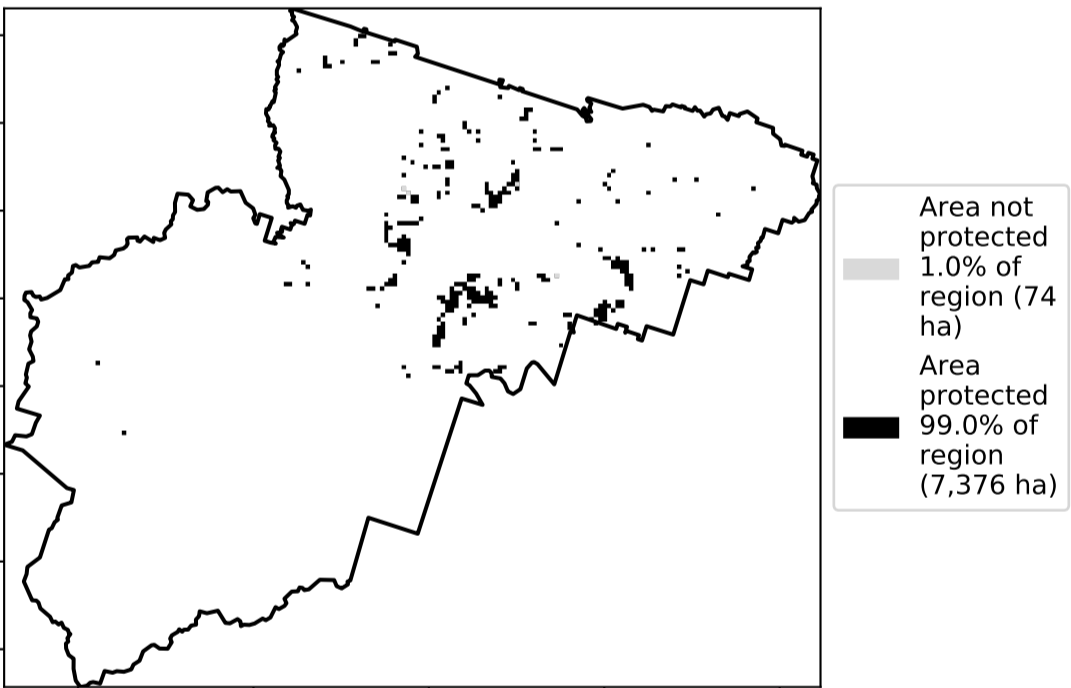 Area not
protected
1.0% of
region (74
ha)
Area
protected
99.0% of
region
(7,376 ha)